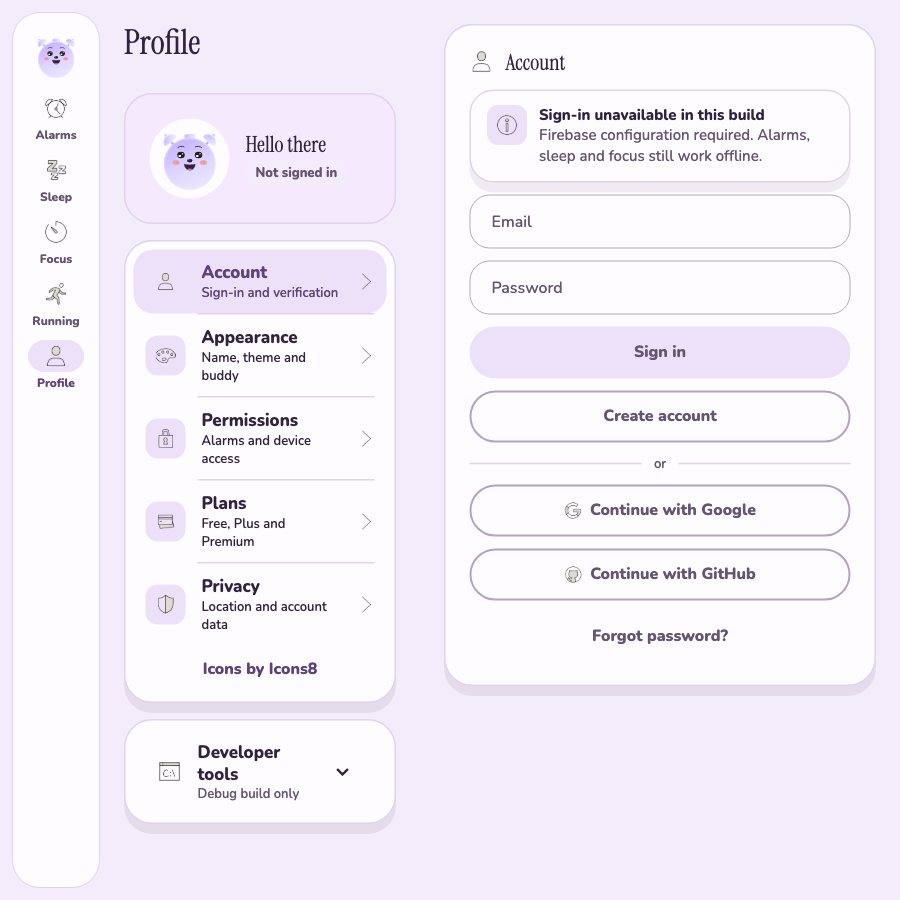 Alarms
Sleep
Focus
Running
Profile
Profile
Hello there
Not signed in
Account
Sign-in and verification
Appearance
Name, theme and
buddy
Permissions
Alarms and device
access
Plans
Free, Plus and
Premium
Privacy
Location and account
data
Icons by Icons8
C:\
Developer
tools
Debug build only
Account
Sign-in unavailable in this build
Firebase configuration required. Alarms,
sleep and focus still work offline.
Email
Password
Sign in
Create account
or
Continue with Google
Continue with GitHub
Forgot password?